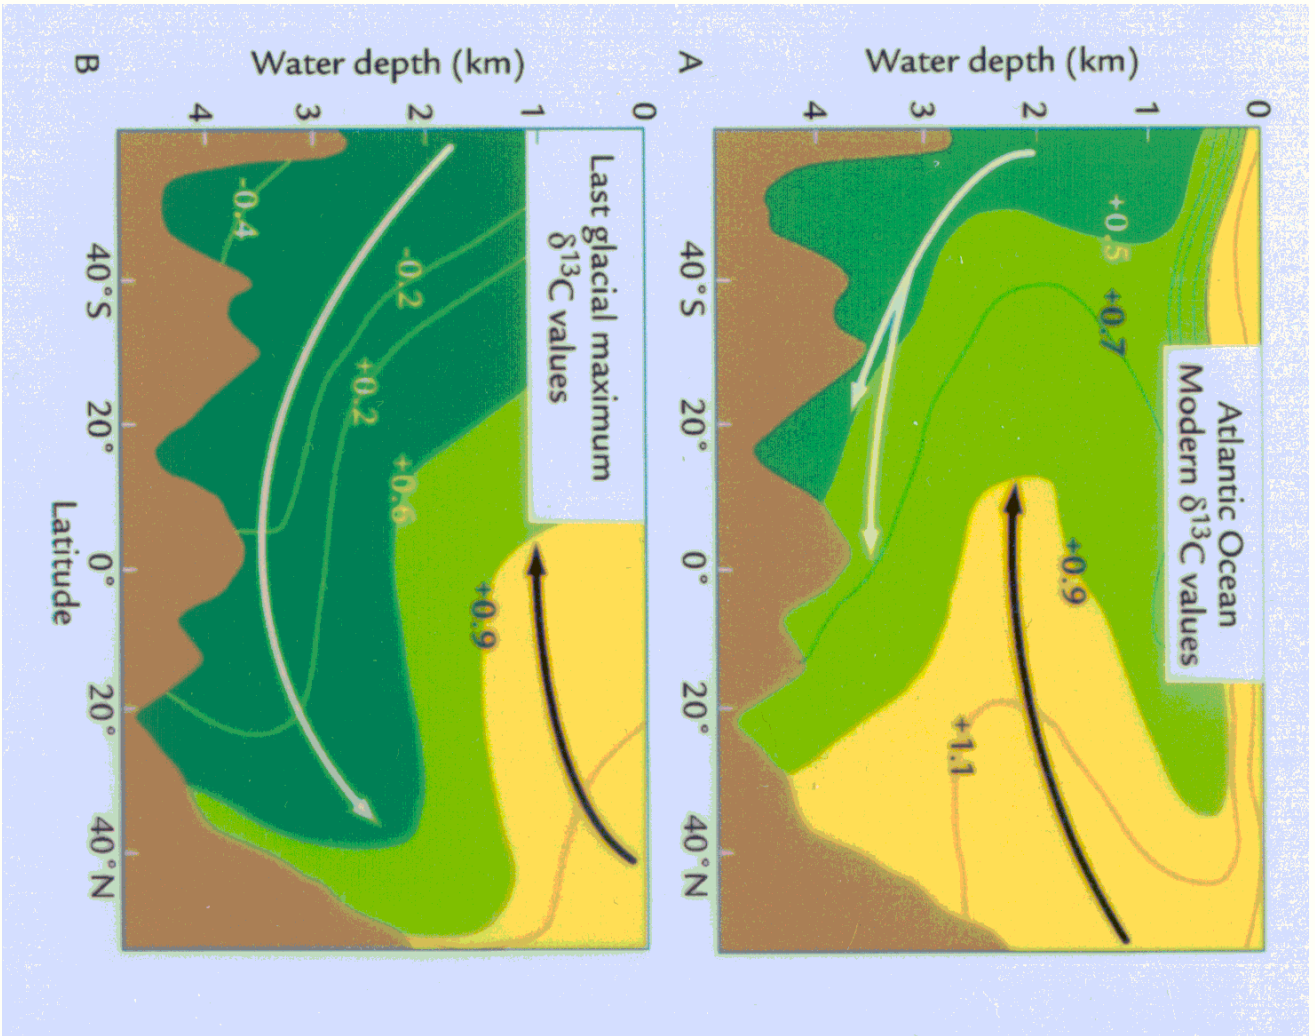 Atlantic Ocean
Modern δ13C values
+0.5
+0.7
+0.9
+1.1
0
1
2
3
4
Water depth (km)
A
40°S
20°
0°
20°
40°N
Last glacial maximum
δ13C values
-0.4
-0.2
+0.2
+0.6
+0.9
0
1
2
3
4
Water depth (km)
B
40°S
20°
0°
20°
40°N
Latitude